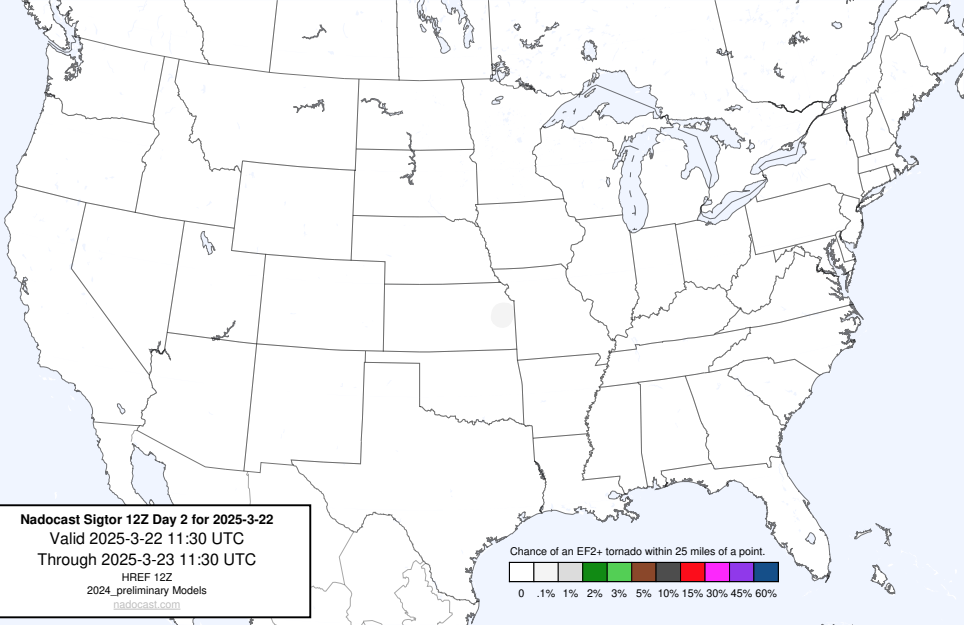 Nadocast Sigtor 12Z Day 2 for 2025-3-22
Valid 2025-3-22 11:30 UTC
Through 2025-3-23 11:30 UTC
HREF 12Z
2024_preliminary Models
nadocast.com
Chance of an EF2+ tornado within 25 miles of a point.
0 .1% 1% 2% 3% 5% 10% 15% 30% 45% 60%